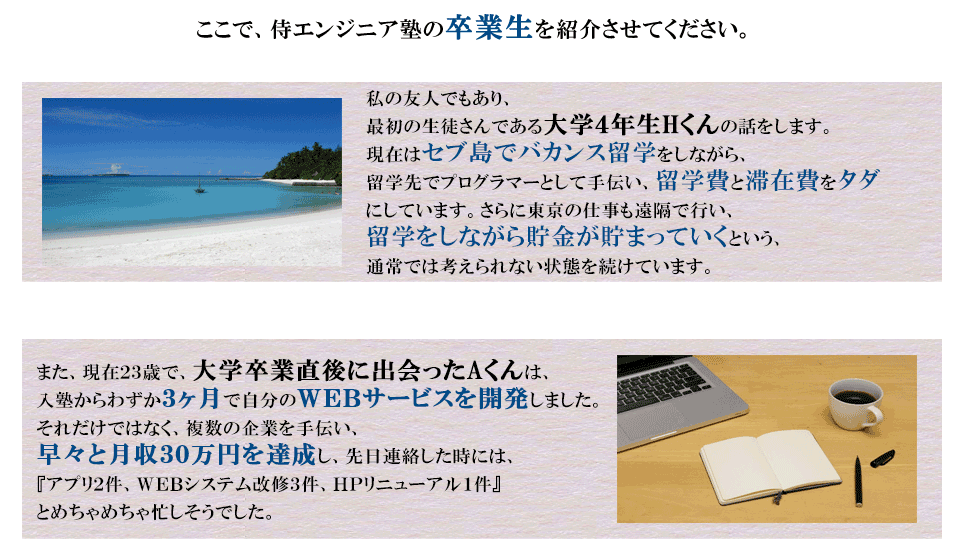 ここで、侍エンジニア塾の卒業生を紹介させてください。
私の友人でもあり、
最初の生徒さんである大学4年生Hくんの話をします。
現在はセブ島でバカンス留学をしながら、
留学先でプログラマーとして手伝い、留学費と滞在費をタダ
にしています。さらに東京の仕事も遠隔で行い、
留学をしながら貯金が貯まっていくという、
通常では考えられない状態を続けています。
また、現在23歳で、大学卒業直後に出会ったAくんは、
入塾からわずか3ヶ月で自分のWEBサービスを開発しました。
それだけではなく、複数の企業を手伝い、
早々と月収30万円を達成し、先日連絡した時には、
『アプリ2件、WEBシステム改修3件、HPリニューアル1件』
とめちゃめちゃ忙しそうでした。